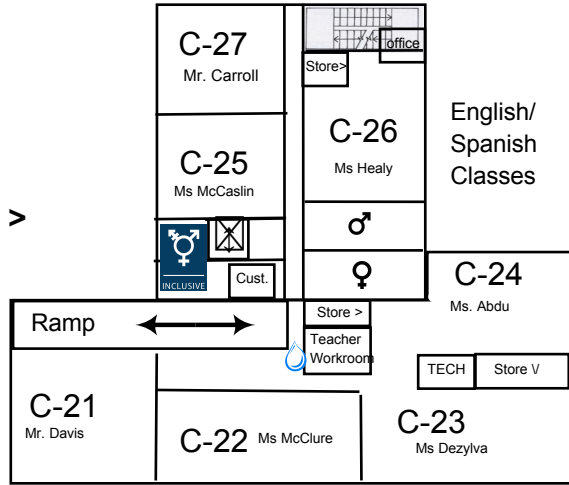 C-27
Mr. Carroll
office
Store>
C-26
Ms Healy
English/
Spanish
Classes
C-25
Ms McCaslin
>
INCLUSIVE
Cust.
C-24
Ms. Abdu
Ramp
Store >
Teacher
Workroom
TECH
Store \/
C-21
Mr. Davis
C-22
Ms McClure
C-23
Ms Dezylva